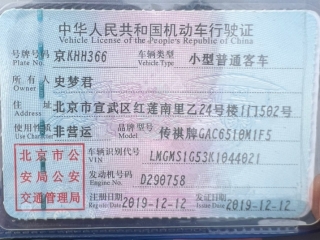 中华人民共和国机动车行驶证
Vehicle License of the People's Republic of China
号牌号码 京KHH366 车辆类型 小型普通客车
Plate No. Vehicle Type
所有人 史梦君
Owner
住址 北京市宣武区红莲南里乙24号楼1门502号
Address
使用性质 非营运 品牌型号 传祺牌GAC6510M1F5
Use Character Model
北京市公安局公安交通管理局
车辆识别代号 LMGMS1G53K1044021
VIN
发动机号码 D290758
Engine No.
注册日期 2019-12-12 发证日期 2019-12-12
Register Date Issue Date